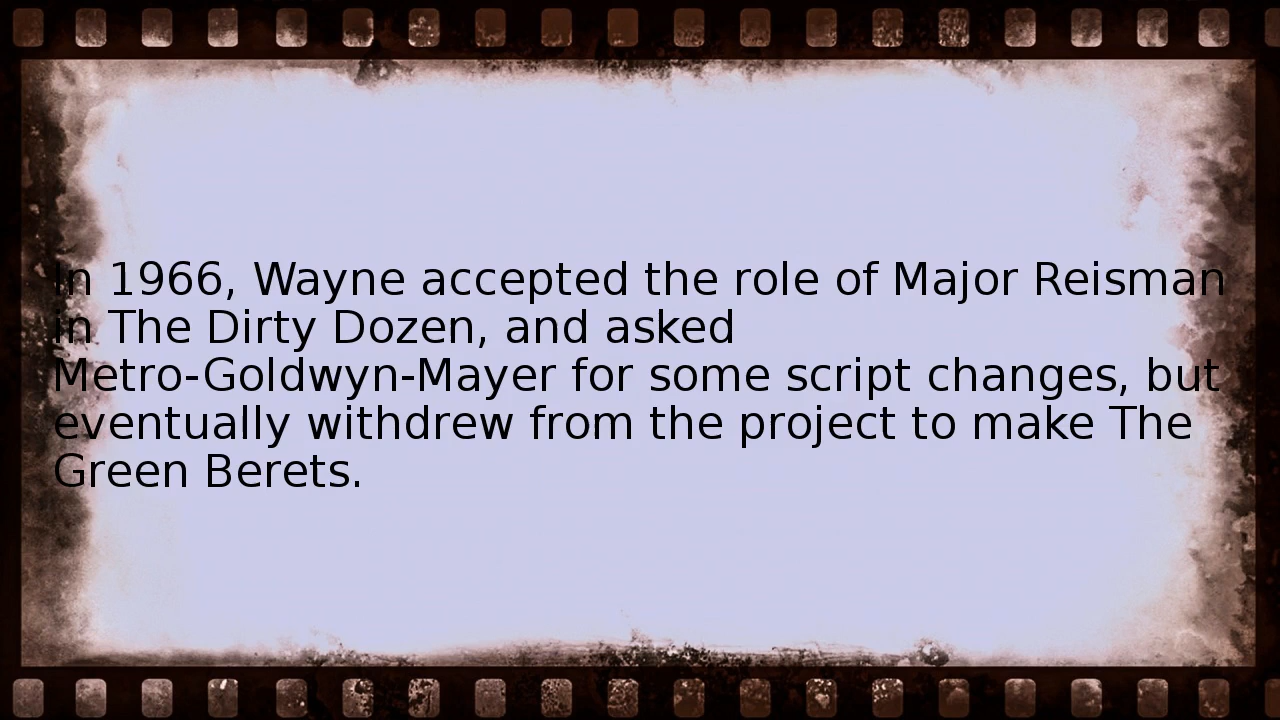 In 1966, Wayne accepted the role of Major Reisman
in The Dirty Dozen, and asked
Metro-Goldwyn-Mayer for some script changes, but
eventually withdrew from the project to make The
Green Berets.